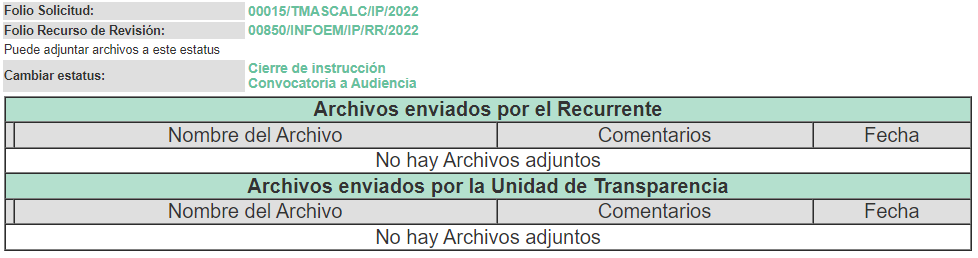 Folio Solicitud: 00015/TMASCALC/IP/2022
Folio Recurso de Revisión: 00850/INFOEM/IP/RR/2022
Puede adjuntar archivos a este estatus
Cambiar estatus: Cierre de instrucción
Convocatoria a Audiencia
Archivos enviados por el Recurrente
Nombre del Archivo Comentarios Fecha
No hay Archivos adjuntos
Archivos enviados por la Unidad de Transparencia
Nombre del Archivo Comentarios Fecha
No hay Archivos adjuntos